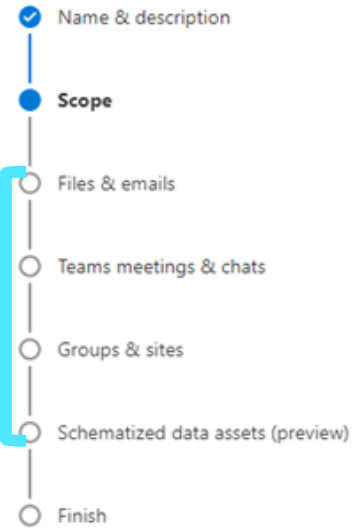 Name & description
Scope
Files & emails
Teams meetings & chats
Groups & sites
Schematized data assets (preview)
Finish